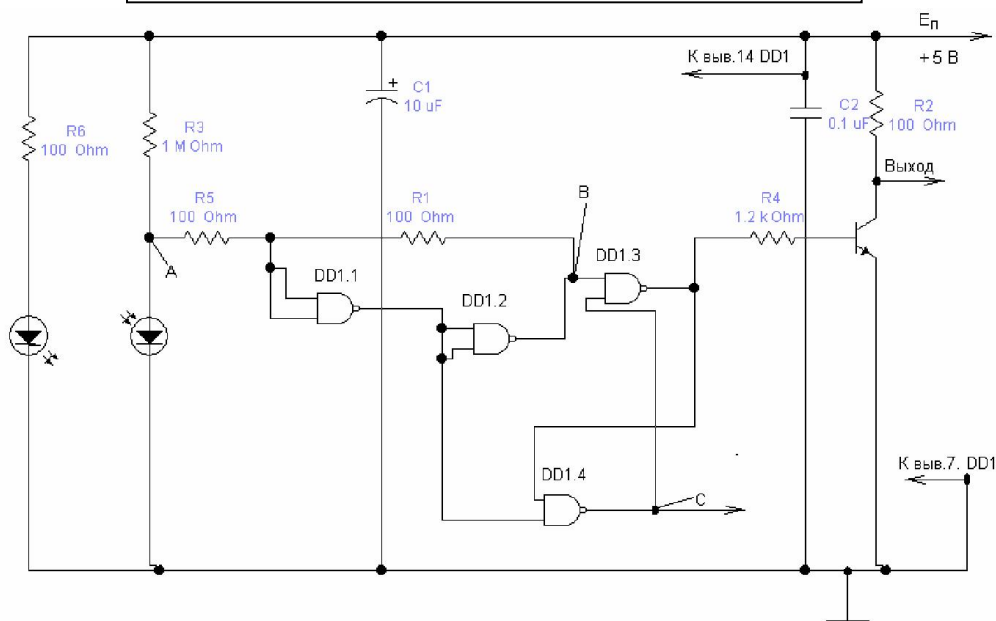 Eп
+5 В
К выв.14 DD1
C1
10 uF
R6
100 Ohm
R3
1 M Ohm
C2
0.1 uF
R2
100 Ohm
Выход
R5
100 Ohm
R1
100 Ohm
B
R4
1.2 k Ohm
A
DD1.1
DD1.2
DD1.3
DD1.4
C
К выв.7. DD1